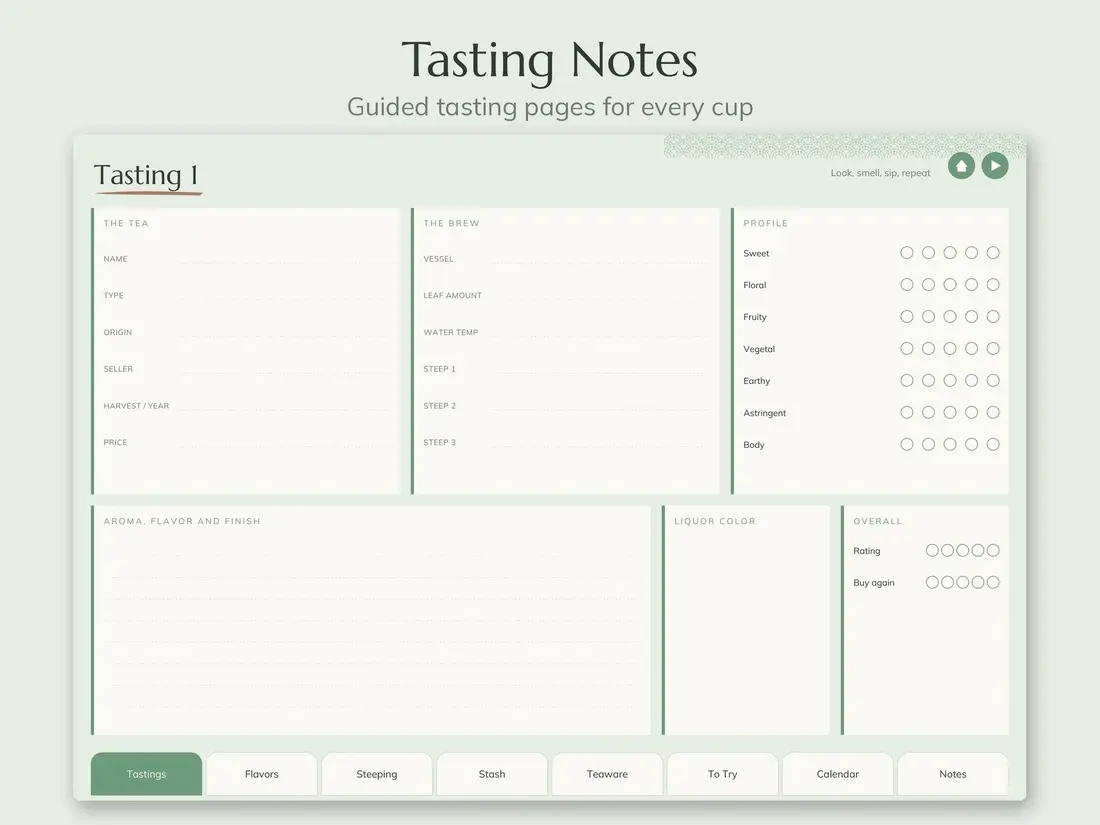 Tasting Notes
Guided tasting pages for every cup
Tasting 1
Look, smell, sip, repeat
THE TEA
NAME
TYPE
ORIGIN
SELLER
HARVEST / YEAR
PRICE
THE BREW
VESSEL
LEAF AMOUNT
WATER TEMP
STEEP 1
STEEP 2
STEEP 3
PROFILE
Sweet
Floral
Fruity
Vegetal
Earthy
Astringent
Body
AROMA, FLAVOR AND FINISH
LIQUOR COLOR
OVERALL
Rating
Buy again
Tastings
Flavors
Steeping
Stash
Teaware
To Try
Calendar
Notes